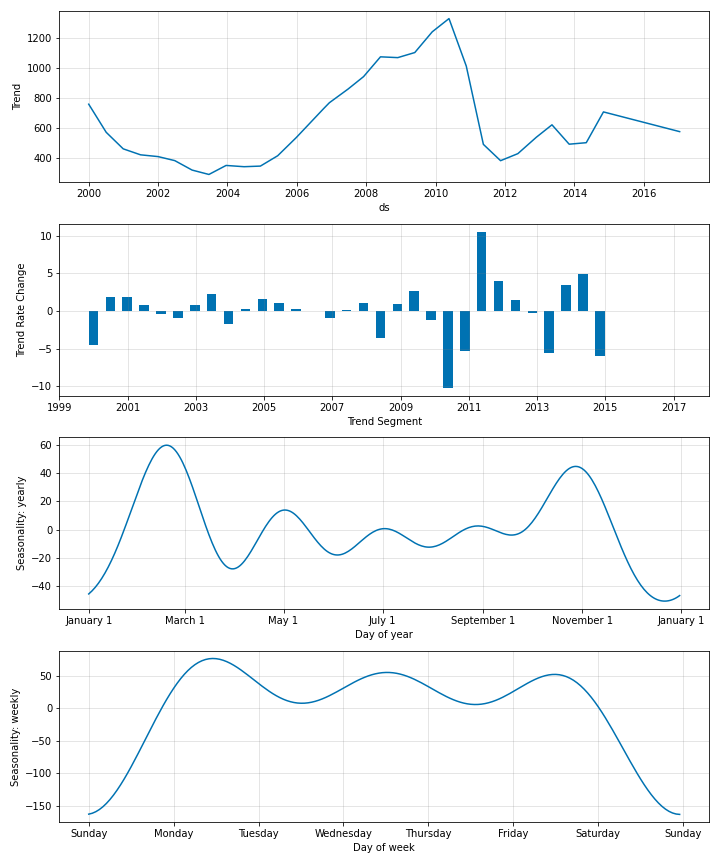 Trend
1200
1000
800
600
400
2000 2002 2004 2006 2008 2010 2012 2014 2016
ds
Trend Rate Change
10
5
0
−5
−10
1999 2001 2003 2005 2007 2009 2011 2013 2015 2017
Trend Segment
Seasonality: yearly
60
40
20
0
−20
−40
January 1 March 1 May 1 July 1 September 1 November 1 January 1
Day of year
Seasonality: weekly
50
0
−50
−100
−150
Sunday Monday Tuesday Wednesday Thursday Friday Saturday Sunday
Day of week